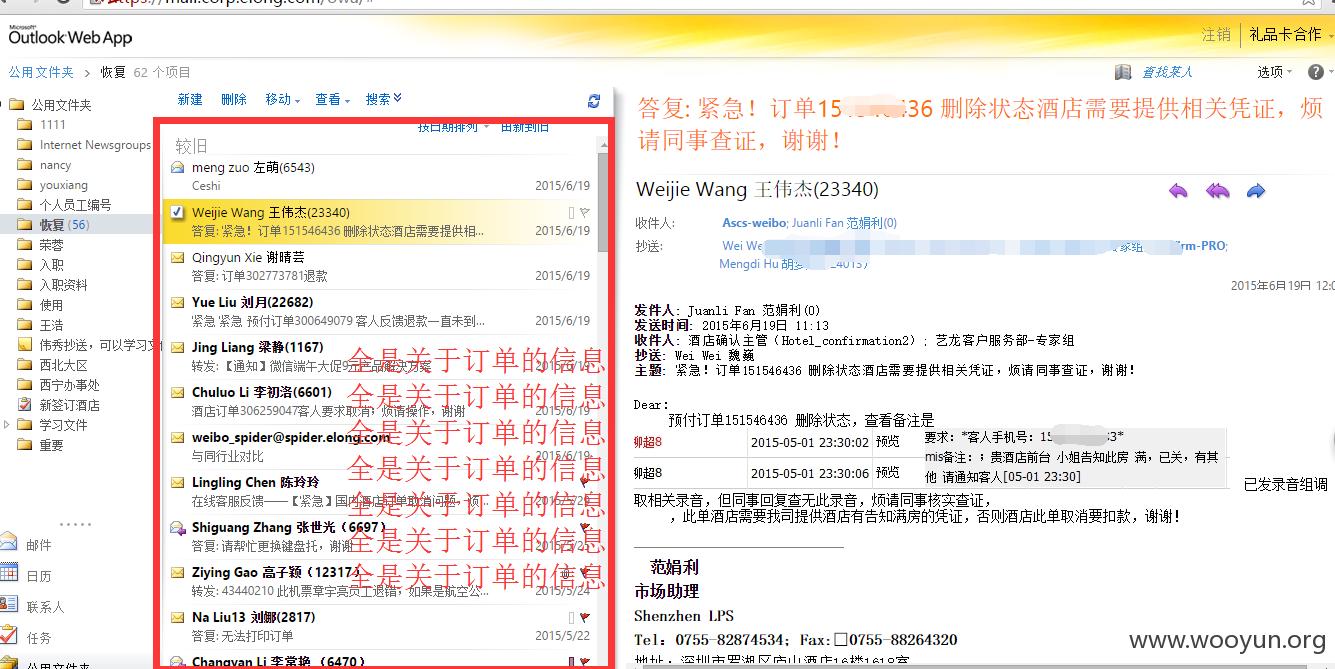 https://mail.corp.elong.com/owa/#
Microsoft®
Outlook Web App
注销
礼品卡合作
公用文件夹 > 恢复 62 个项目
查找某人
选项
公用文件夹
1111
Internet Newsgroups
nancy
youxiang
个人员工编号
恢复 (56)
荣蓉
入职
入职资料
使用
王浩
伟秀抄送，可以学习文
西北大区
西宁办事处
新签订酒店
学习文件
重要
邮件
日历
联系人
任务
公用文件夹
新建 删除 移动 查看 搜索
按日期排列 由新到旧
较旧
meng zuo 左萌(6543)
Ceshi 2015/6/19
Weijie Wang 王伟杰(23340)
答复: 紧急！订单151546436 删除状态酒店需要提供相... 2015/6/19
Qingyun Xie 谢晴芸
答复: 订单302773781退款 2015/6/19
Yue Liu 刘月(22682)
紧急 紧急 预付订单300649079 客人反馈退款一直未到... 2015/6/19
Jing Liang 梁静(1167)
转发:【通知】微信端午大促9元产品解决方案 2015/6/19
Chuluo Li 李初洛(6601)
酒店订单306259047客人要求取消，烦请操作，谢谢 2015/6/19
weibo_spider@spider.elong.com
与同行业对比 2015/6/19
Lingling Chen 陈玲玲
在线客服反馈——【紧急】国内酒店订单取消问题，烦
Shiguang Zhang 张世光（6697）
答复: 请帮忙更换键盘托，谢谢 2015/5/25
Ziying Gao 高子颖（12317）
转发: 43440210 此机票章宇亮员工退错，如果是航空公... 2015/5/24
Na Liu13 刘娜(2817)
答复: 无法打印订单 2015/5/22
Changyan Li 李常换 （6470）
全是关于订单的信息
全是关于订单的信息
全是关于订单的信息
全是关于订单的信息
全是关于订单的信息
全是关于订单的信息
全是关于订单的信息
答复: 紧急！订单15 436 删除状态酒店需要提供相关凭证，烦
请同事查证，谢谢！
Weijie Wang 王伟杰(23340)
收件人: Ascs-weibo; Juanli Fan 范娟利(0)
抄送: Wei We 专家组 rm-PRO;
Mengdi Hu 胡 24013)
2015年6月19日 12:0
发件人: Juanli Fan 范娟利(0)
发送时间: 2015年6月19日 11:13
收件人: 酒店确认主管（Hotel_confirmation2）; 艺龙客户服务部-专家组
抄送: Wei Wei 魏巍
主题: 紧急！订单151546436 删除状态酒店需要提供相关凭证，烦请同事查证，谢谢！
Dear:
预付订单151546436 删除状态，查看备注是
卵超8 2015-05-01 23:30:02 预览 要求：*客人手机号：15 33*
卵超8 2015-05-01 23:30:06 预览 mis备注：；贵酒店前台 小姐告知此房 满，已关，有其
他 请通知客人[05-01 23:30]
已发录音组调
取相关录音，但同事回复查无此录音，烦请同事核实查证，
，此单酒店需要我司提供酒店有告知满房的凭证，否则酒店此单取消要扣款，谢谢！
范娟利
市场助理
Shenzhen LPS
Tel: 0755-82874534; Fax:□0755-88264320
地址: 深圳市罗湖区庐山酒店16楼1618室
www.wooyun.org